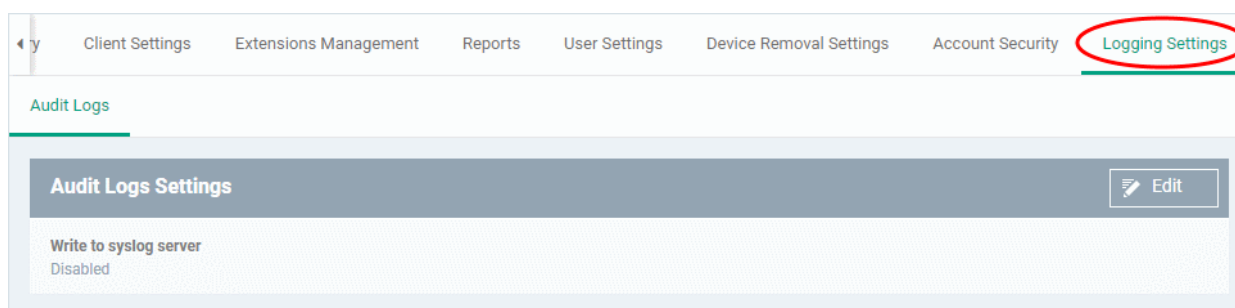 ry Client Settings Extensions Management Reports User Settings Device Removal Settings Account Security Logging Settings
Audit Logs
Audit Logs Settings Edit
Write to syslog server
Disabled